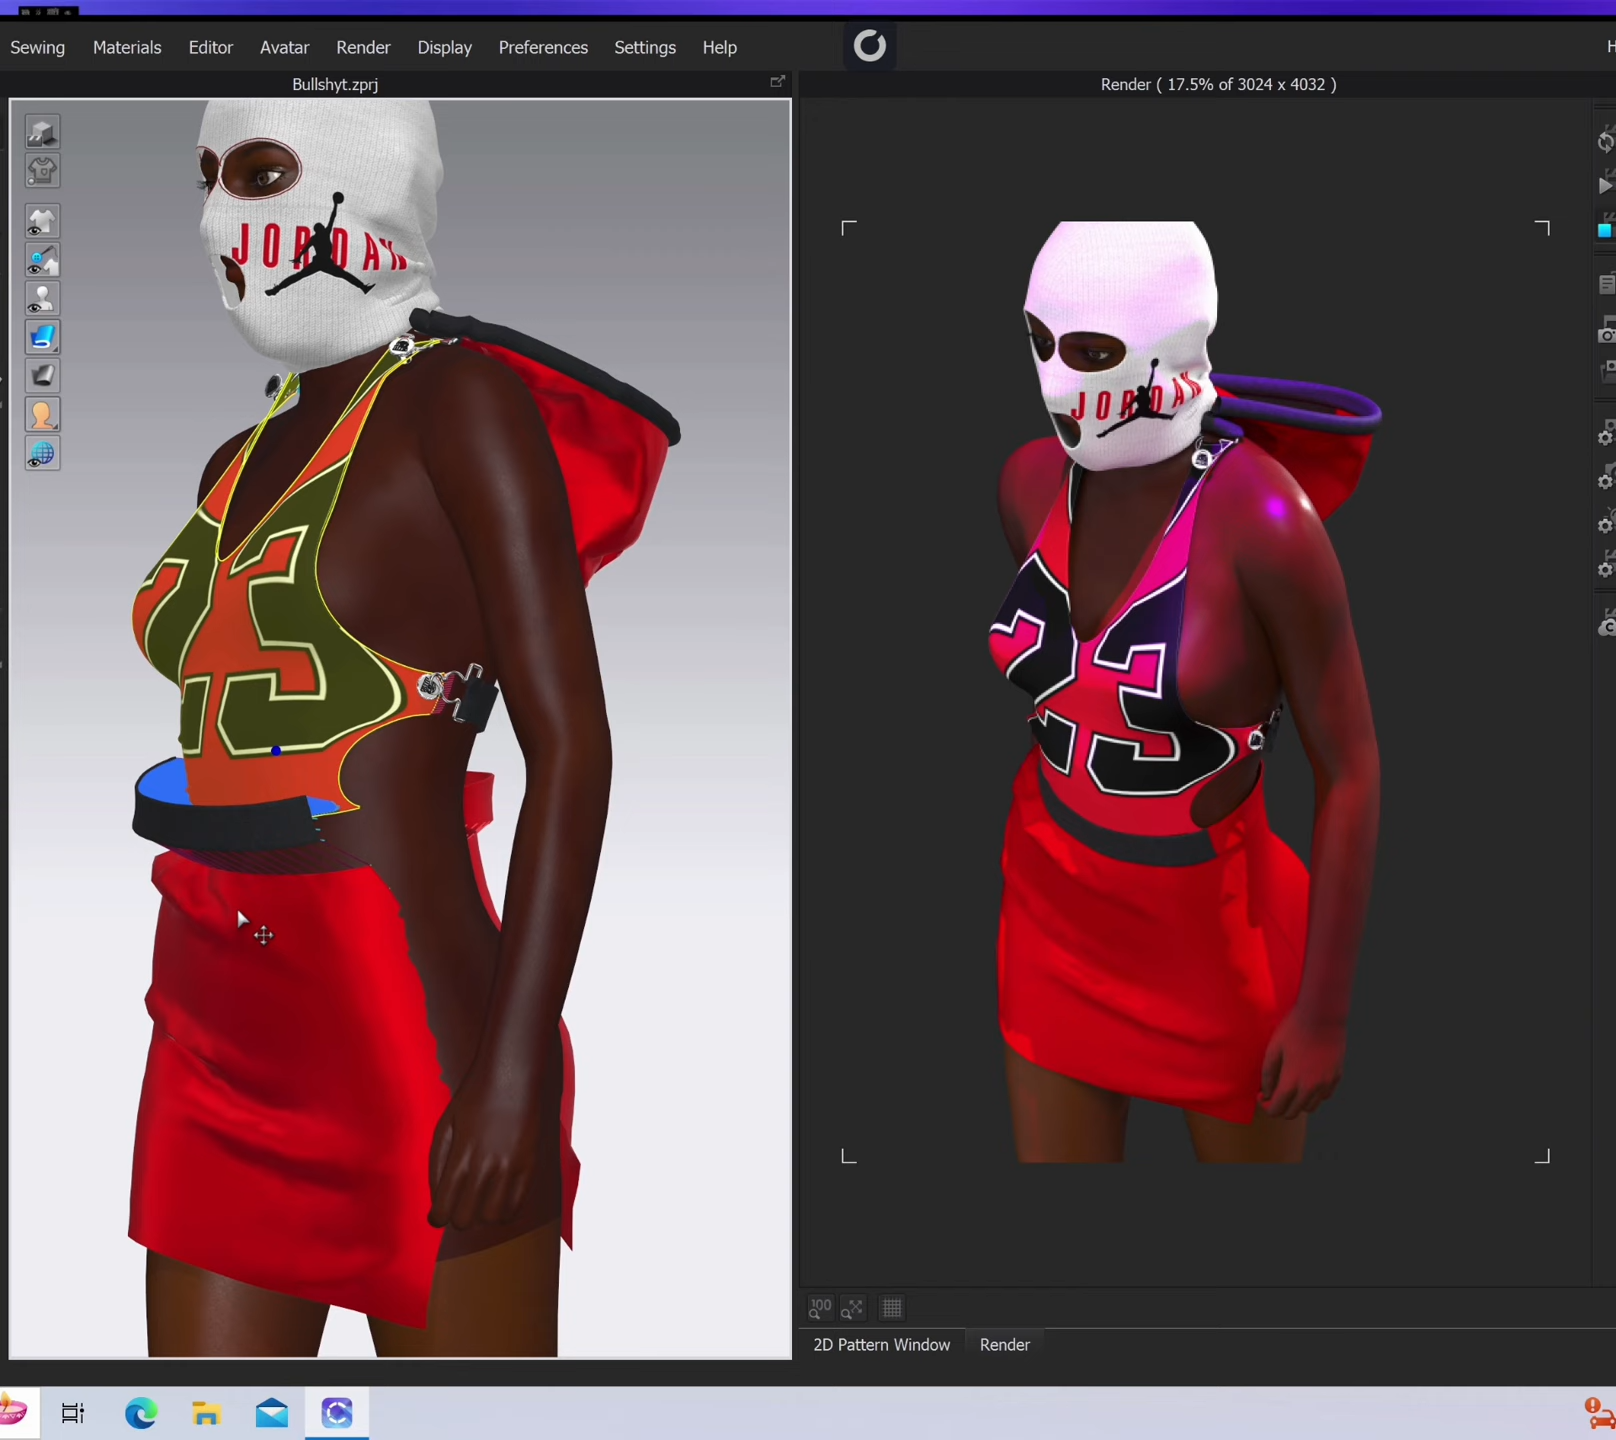 Sewing Materials Editor Avatar Render Display Preferences Settings Help
Bullshyt.zprj
Render ( 17.5% of 3024 x 4032 )
JORDAN
23
JORDAN
23
100
2D Pattern Window Render